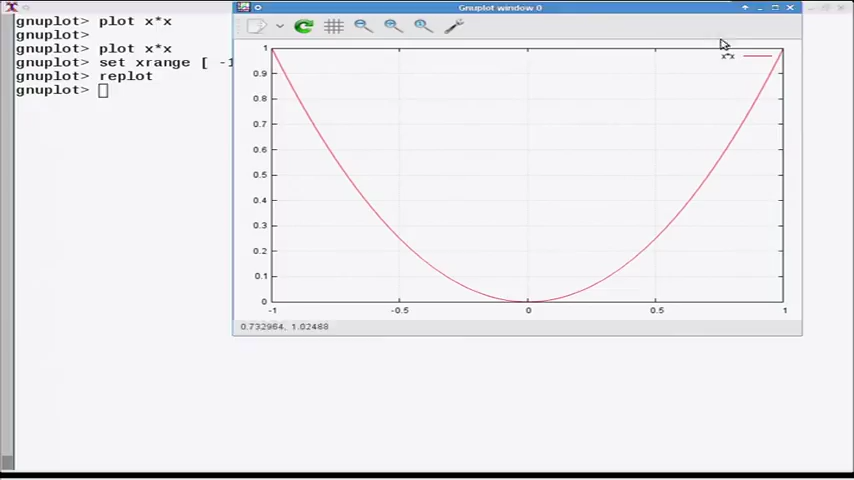 gnuplot> plot x*x
gnuplot>
gnuplot> plot x*x
gnuplot> set xrange [ -1
gnuplot> replot
gnuplot>
Gnuplot window 0
x*x
1
0.9
0.8
0.7
0.6
0.5
0.4
0.3
0.2
0.1
0
-1 -0.5 0 0.5 1
0.732964, 1.02488